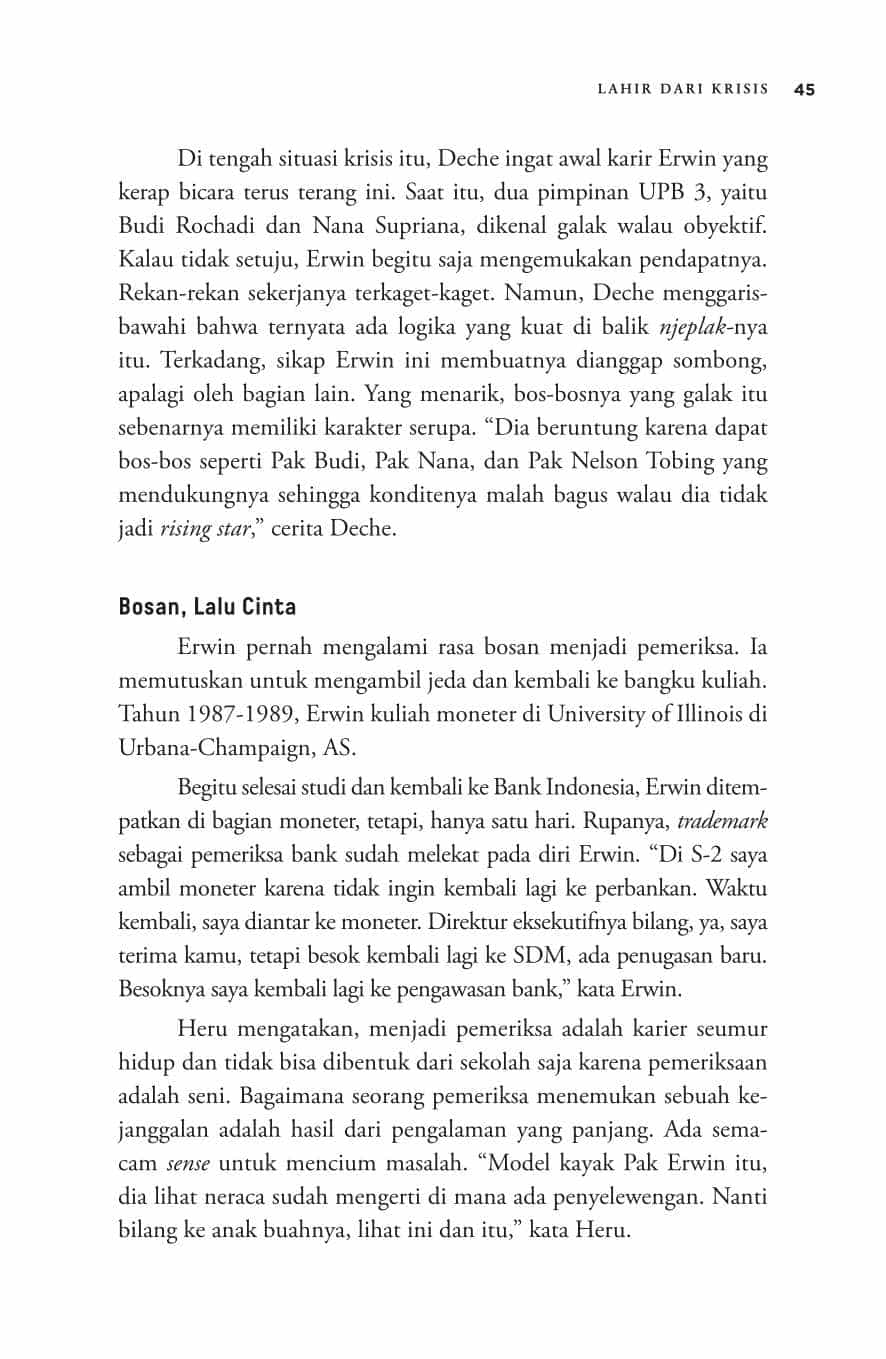 LAHIR DARI KRISIS 45
Di tengah situasi krisis itu, Deche ingat awal karir Erwin yang
kerap bicara terus terang ini. Saat itu, dua pimpinan UPB 3, yaitu
Budi Rochadi dan Nana Supriana, dikenal galak walau obyektif.
Kalau tidak setuju, Erwin begitu saja mengemukakan pendapatnya.
Rekan-rekan sekerjanya terkaget-kaget. Namun, Deche menggaris-
bawahi bahwa ternyata ada logika yang kuat di balik njeplak-nya
itu. Terkadang, sikap Erwin ini membuatnya dianggap sombong,
apalagi oleh bagian lain. Yang menarik, bos-bosnya yang galak itu
sebenarnya memiliki karakter serupa. “Dia beruntung karena dapat
bos-bos seperti Pak Budi, Pak Nana, dan Pak Nelson Tobing yang
mendukungnya sehingga konditenya malah bagus walau dia tidak
jadi rising star,” cerita Deche.
Bosan, Lalu Cinta
Erwin pernah mengalami rasa bosan menjadi pemeriksa. Ia
memutuskan untuk mengambil jeda dan kembali ke bangku kuliah.
Tahun 1987-1989, Erwin kuliah moneter di University of Illinois di
Urbana-Champaign, AS.
Begitu selesai studi dan kembali ke Bank Indonesia, Erwin ditem-
patkan di bagian moneter, tetapi, hanya satu hari. Rupanya, trademark
sebagai pemeriksa bank sudah melekat pada diri Erwin. “Di S-2 saya
ambil moneter karena tidak ingin kembali lagi ke perbankan. Waktu
kembali, saya diantar ke moneter. Direktur eksekutifnya bilang, ya, saya
terima kamu, tetapi besok kembali lagi ke SDM, ada penugasan baru.
Besoknya saya kembali lagi ke pengawasan bank,” kata Erwin.
Heru mengatakan, menjadi pemeriksa adalah karier seumur
hidup dan tidak bisa dibentuk dari sekolah saja karena pemeriksaan
adalah seni. Bagaimana seorang pemeriksa menemukan sebuah ke-
janggalan adalah hasil dari pengalaman yang panjang. Ada sema-
cam sense untuk mencium masalah. “Model kayak Pak Erwin itu,
dia lihat neraca sudah mengerti di mana ada penyelewengan. Nanti
bilang ke anak buahnya, lihat ini dan itu,” kata Heru.